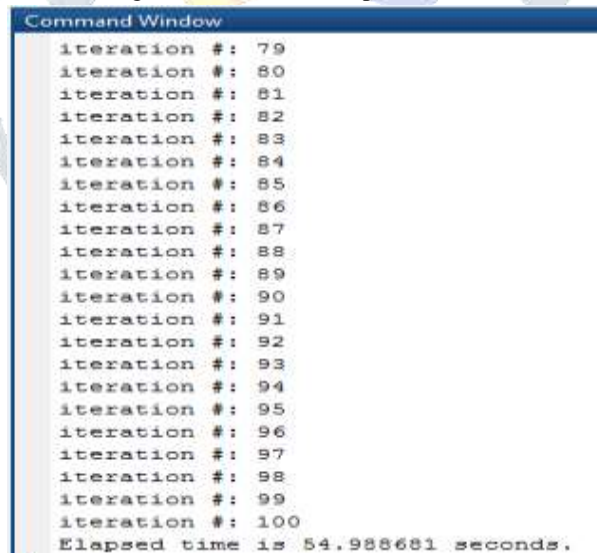 Command Window
iteration #: 79
iteration #: 80
iteration #: 81
iteration #: 82
iteration #: 83
iteration #: 84
iteration #: 85
iteration #: 86
iteration #: 87
iteration #: 88
iteration #: 89
iteration #: 90
iteration #: 91
iteration #: 92
iteration #: 93
iteration #: 94
iteration #: 95
iteration #: 96
iteration #: 97
iteration #: 98
iteration #: 99
iteration #: 100
Elapsed time is 54.988681 seconds.